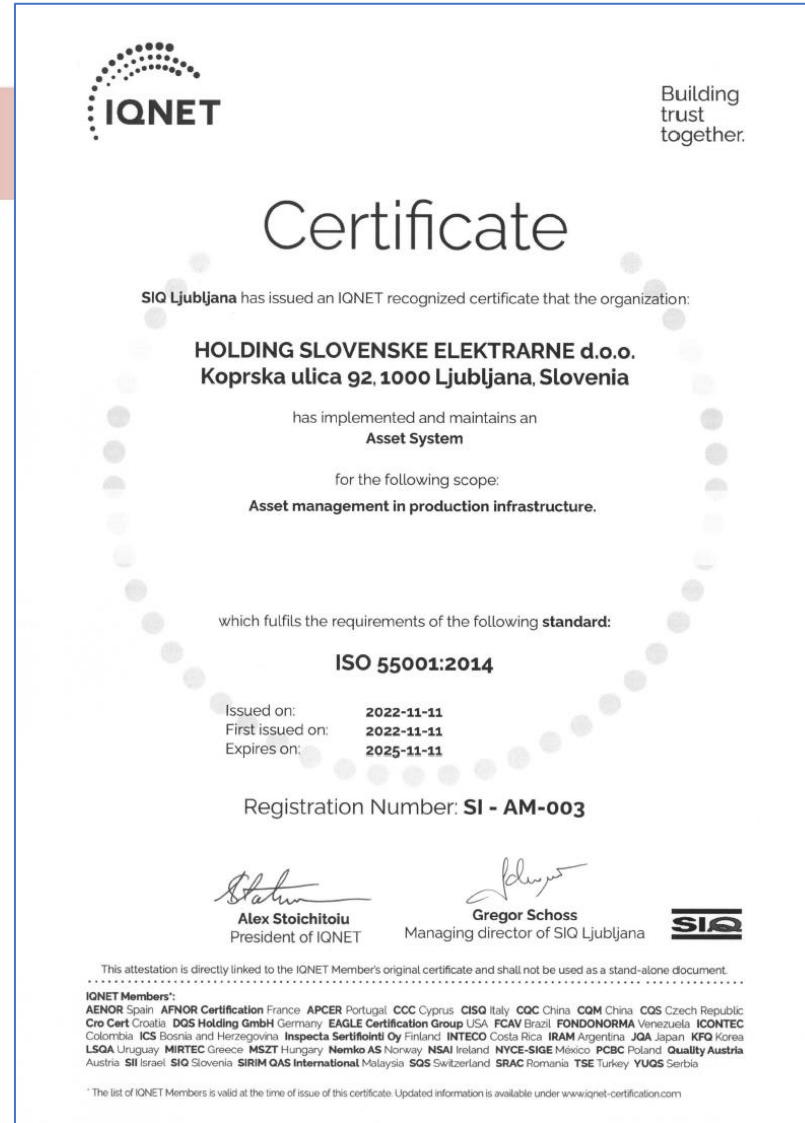 IQNET
Building
trust
together.
Certificate
SIQ Ljubljana has issued an IQNET recognized certificate that the organization:
HOLDING SLOVENSKE ELEKTRARNE d.o.o.
Koprska ulica 92, 1000 Ljubljana, Slovenia
has implemented and maintains an
Asset System
for the following scope:
Asset management in production infrastructure.
which fulfils the requirements of the following standard:
ISO 55001:2014
Issued on: 2022-11-11
First issued on: 2022-11-11
Expires on: 2025-11-11
Registration Number: SI - AM-003
Alex Stoichitoiu
President of IQNET
Gregor Schoss
Managing director of SIQ Ljubljana
SIQ
This attestation is directly linked to the IQNET Member's original certificate and shall not be used as a stand-alone document.
IQNET Members*:
AENOR Spain AFNOR Certification France APCER Portugal CCC Cyprus CISQ Italy CQC China CQM China CQS Czech Republic
Cro Cert Croatia DQS Holding GmbH Germany EAGLE Certification Group USA FCAV Brazil FONDONORMA Venezuela ICONTEC
Colombia ICS Bosnia and Herzegovina Inspecta Sertifiointi Oy Finland INTECO Costa Rica IRAM Argentina JQA Japan KFQ Korea
LSQA Uruguay MIRTEC Greece MSZT Hungary Nemko AS Norway NSAI Ireland NYCE-SIGE México PCBC Poland Quality Austria
Austria SII Israel SIQ Slovenia SIRIM QAS International Malaysia SQS Switzerland SRAC Romania TSE Turkey YUQS Serbia
* The list of IQNET Members is valid at the time of issue of this certificate. Updated information is available under www.iqnet-certification.com